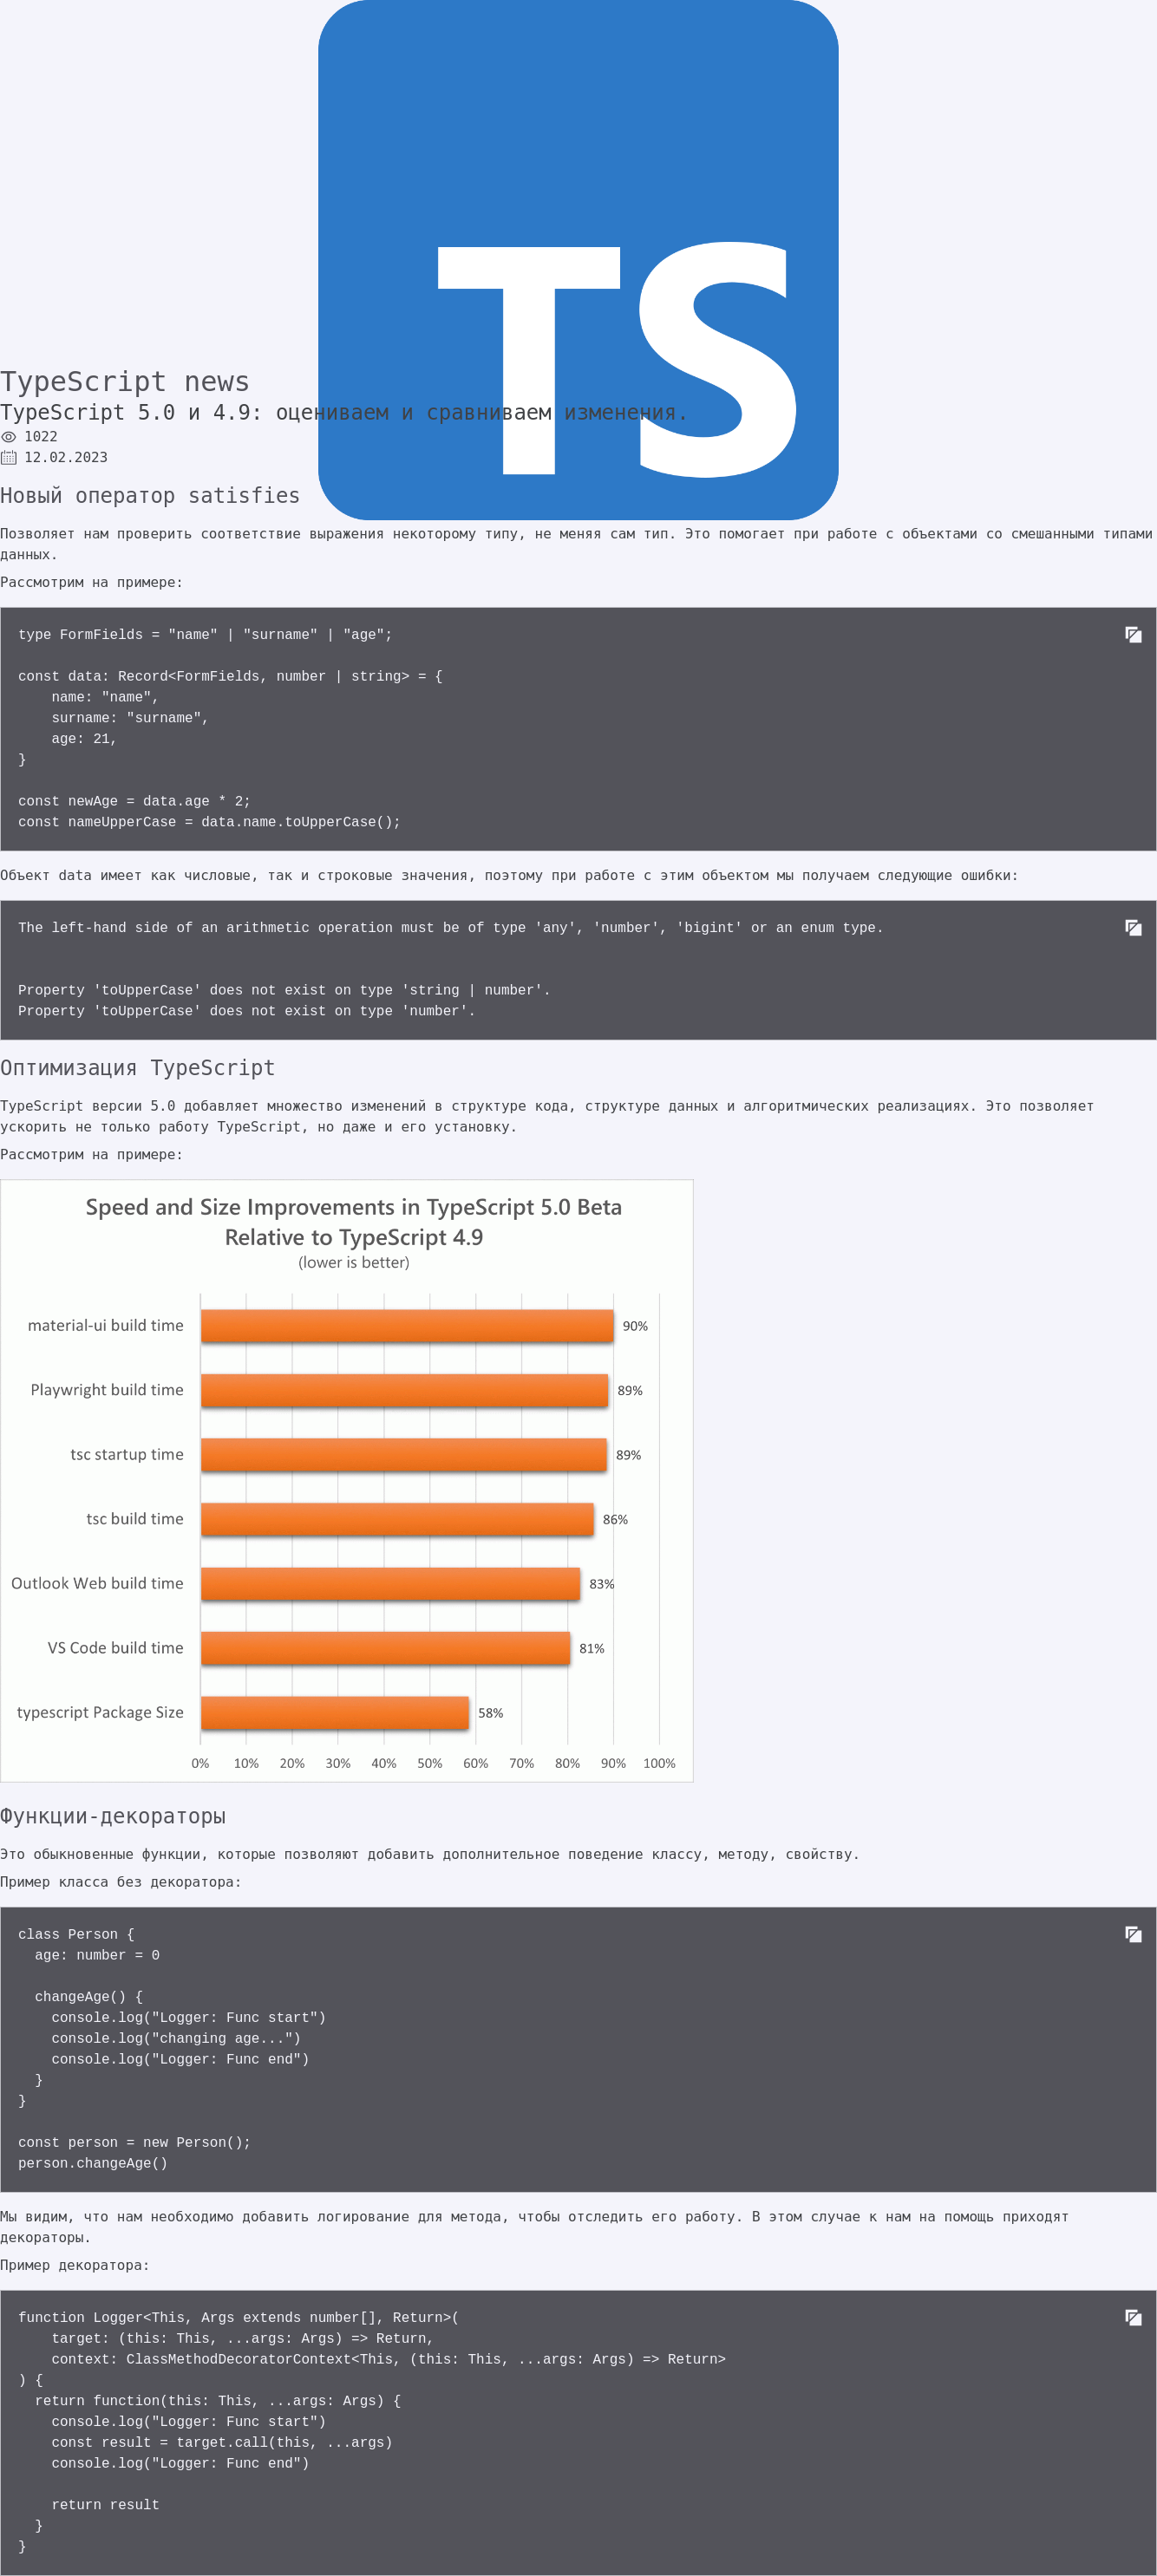 TS
TypeScript news
TypeScript 5.0 и 4.9: оцениваем и сравниваем изменения.
1022
12.02.2023
Новый оператор satisfies
Позволяет нам проверить соответствие выражения некоторому типу, не меняя сам тип. Это помогает при работе с объектами со смешанными типами
данных.
Рассмотрим на примере:
type FormFields = "name" | "surname" | "age";
const data: Record<FormFields, number | string> = {
    name: "name",
    surname: "surname",
    age: 21,
}
const newAge = data.age * 2;
const nameUpperCase = data.name.toUpperCase();
Объект data имеет как числовые, так и строковые значения, поэтому при работе с этим объектом мы получаем следующие ошибки:
The left-hand side of an arithmetic operation must be of type 'any', 'number', 'bigint' or an enum type.
Property 'toUpperCase' does not exist on type 'string | number'.
Property 'toUpperCase' does not exist on type 'number'.
Оптимизация TypeScript
TypeScript версии 5.0 добавляет множество изменений в структуре кода, структуре данных и алгоритмических реализациях. Это позволяет
ускорить не только работу TypeScript, но даже и его установку.
Рассмотрим на примере:
Speed and Size Improvements in TypeScript 5.0 Beta
Relative to TypeScript 4.9
(lower is better)
material-ui build time 90%
Playwright build time 89%
tsc startup time 89%
tsc build time 86%
Outlook Web build time 83%
VS Code build time 81%
typescript Package Size 58%
0% 10% 20% 30% 40% 50% 60% 70% 80% 90% 100%
Функции-декораторы
Это обыкновенные функции, которые позволяют добавить дополнительное поведение классу, методу, свойству.
Пример класса без декоратора:
class Person {
  age: number = 0
  changeAge() {
    console.log("Logger: Func start")
    console.log("changing age...")
    console.log("Logger: Func end")
  }
}
const person = new Person();
person.changeAge()
Мы видим, что нам необходимо добавить логирование для метода, чтобы отследить его работу. В этом случае к нам на помощь приходят
декораторы.
Пример декоратора:
function Logger<This, Args extends number[], Return>(
    target: (this: This, ...args: Args) => Return,
    context: ClassMethodDecoratorContext<This, (this: This, ...args: Args) => Return>
) {
  return function(this: This, ...args: Args) {
    console.log("Logger: Func start")
    const result = target.call(this, ...args)
    console.log("Logger: Func end")
    return result
  }
}